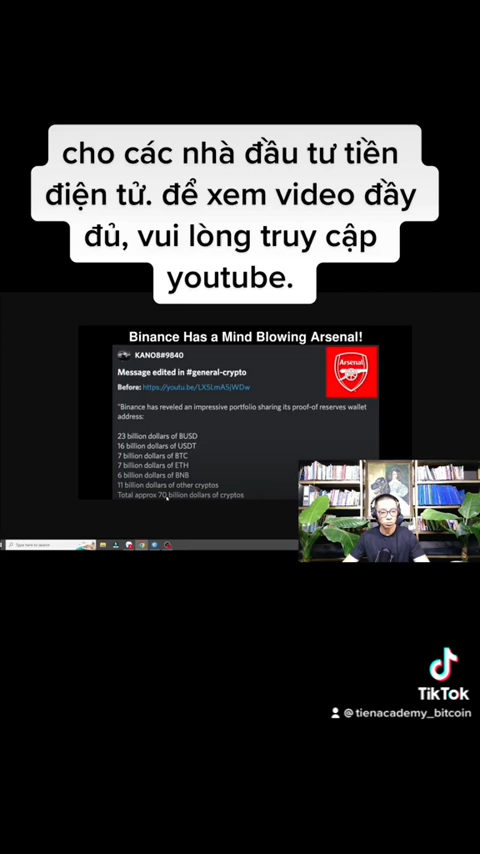 cho các nhà đầu tư tiền
điện tử. để xem video đầy
đủ, vui lòng truy cập
youtube.
Binance Has a Mind Blowing Arsenal!
KANO8#9840
Message edited in #general-crypto
Arsenal
Before: https://youtu.be/LX5LmA5jWDw
"Binance has reveled an impressive portfolio sharing its proof-of reserves wallet
address:
23 billion dollars of BUSD
16 billion dollars of USDT
7 billion dollars of BTC
7 billion dollars of ETH
6 billion dollars of BNB
11 billion dollars of other cryptos
Total approx 70 billion dollars of cryptos
Type here to search
TikTok
@tienacademy_bitcoin